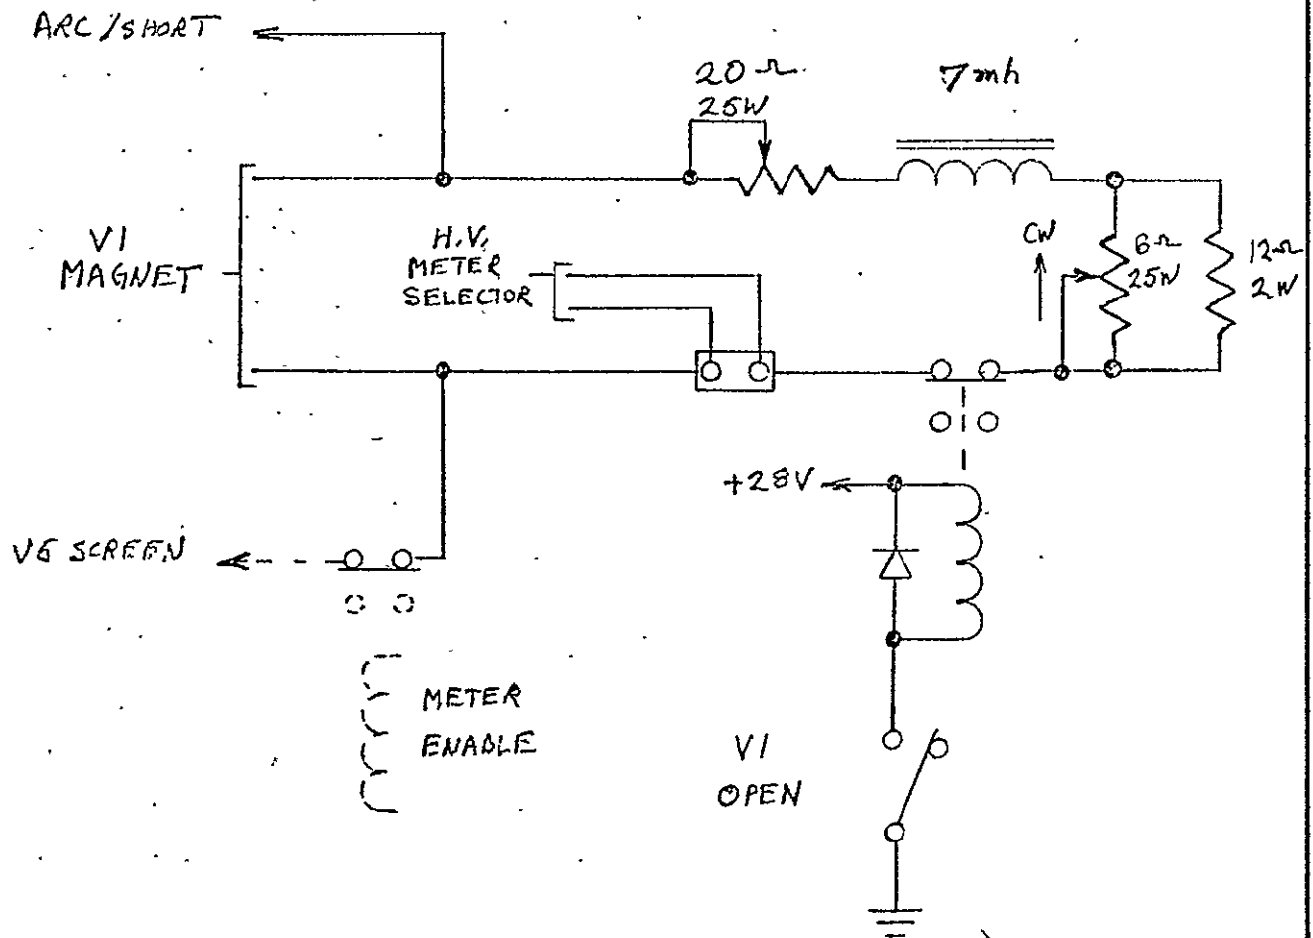 ARC/SHORT
20Ω
25W
7mh
V1
MAGNET
H.V.
METER
SELECTOR
CW
6Ω
25W
12Ω
2W
+28V
V6 SCREEN
METER
ENABLE
V1
OPEN